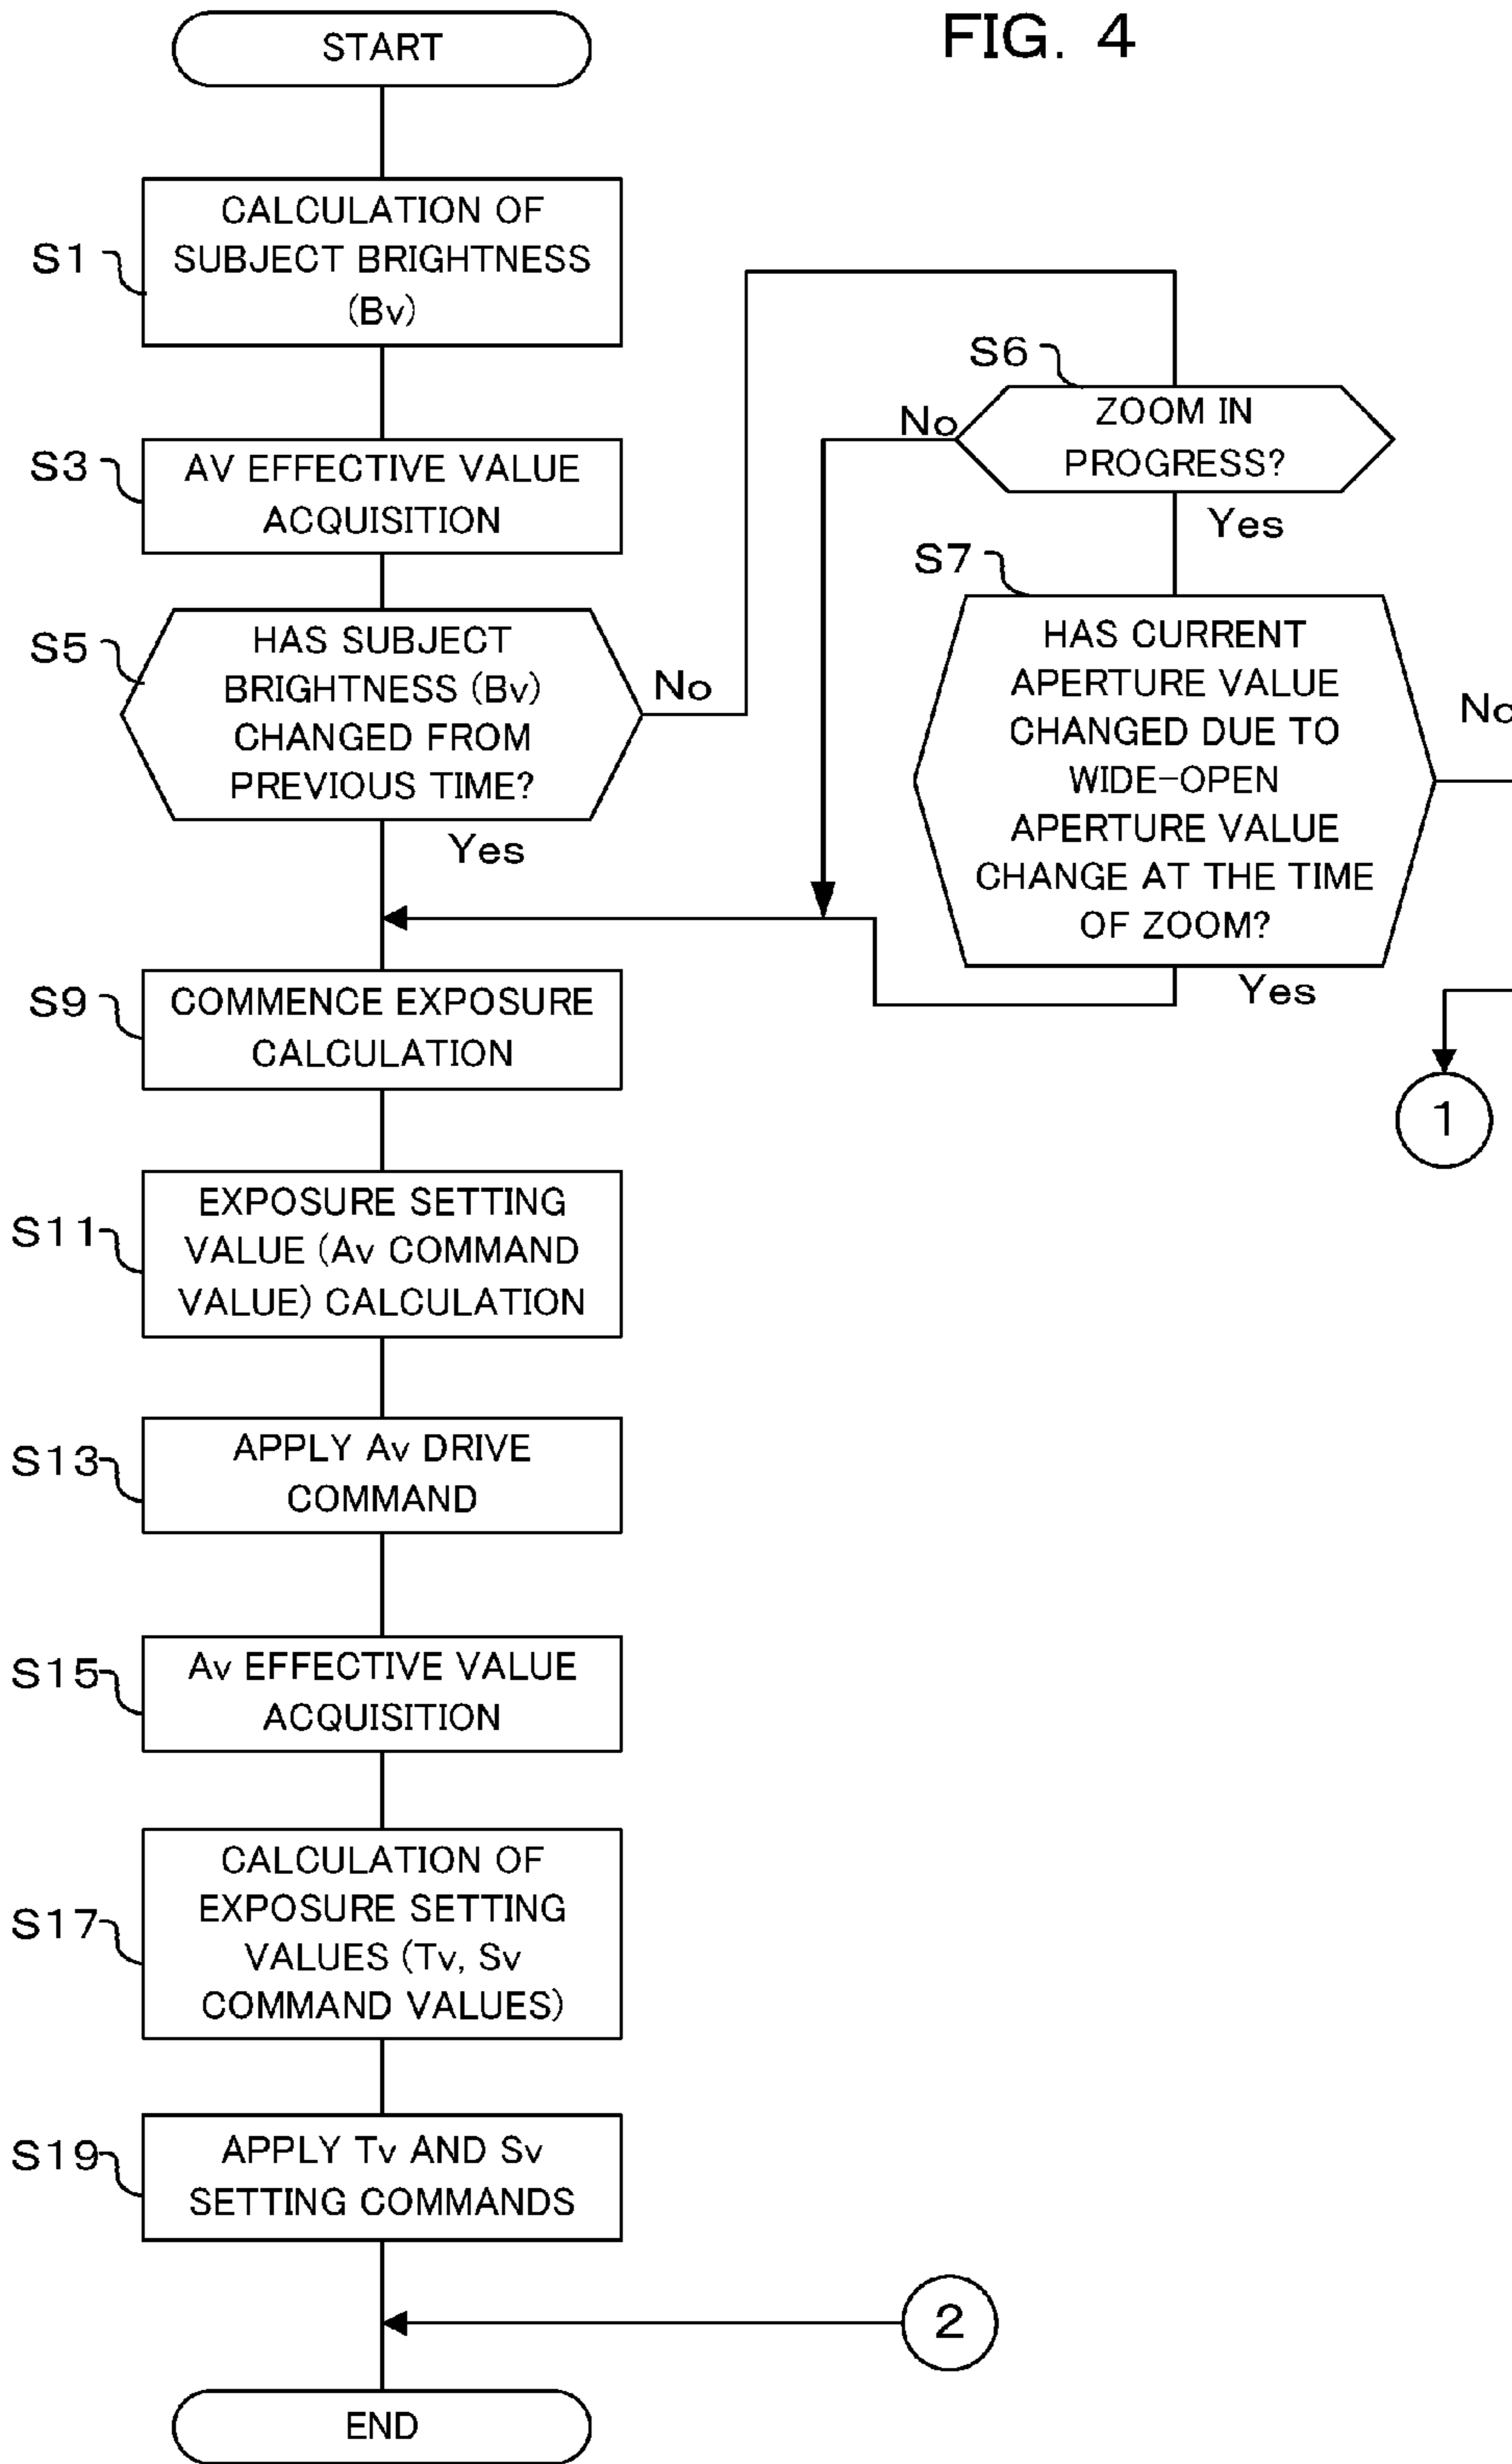 FIG. 4
START
S1
CALCULATION OF
SUBJECT BRIGHTNESS
(Bv)
S3
AV EFFECTIVE VALUE
ACQUISITION
S5
HAS SUBJECT
BRIGHTNESS (Bv)
CHANGED FROM
PREVIOUS TIME?
No
Yes
S6
ZOOM IN
PROGRESS?
No
Yes
S7
HAS CURRENT
APERTURE VALUE
CHANGED DUE TO
WIDE-OPEN
APERTURE VALUE
CHANGE AT THE TIME
OF ZOOM?
No
Yes
1
S9
COMMENCE EXPOSURE
CALCULATION
S11
EXPOSURE SETTING
VALUE (Av COMMAND
VALUE) CALCULATION
S13
APPLY Av DRIVE
COMMAND
S15
Av EFFECTIVE VALUE
ACQUISITION
S17
CALCULATION OF
EXPOSURE SETTING
VALUES (Tv, Sv
COMMAND VALUES)
S19
APPLY Tv AND Sv
SETTING COMMANDS
2
END